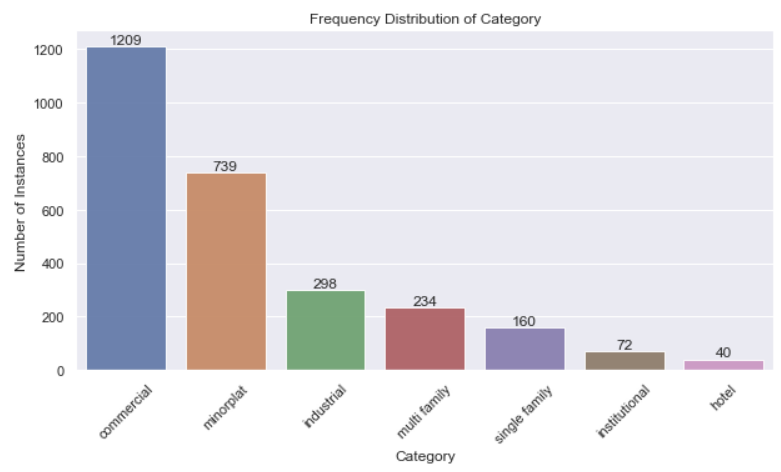 Frequency Distribution of Category
Number of Instances
1200
1000
800
600
400
200
0
1209
739
298
234
160
72
40
commercial
minorplat
industrial
multi family
single family
institutional
hotel
Category